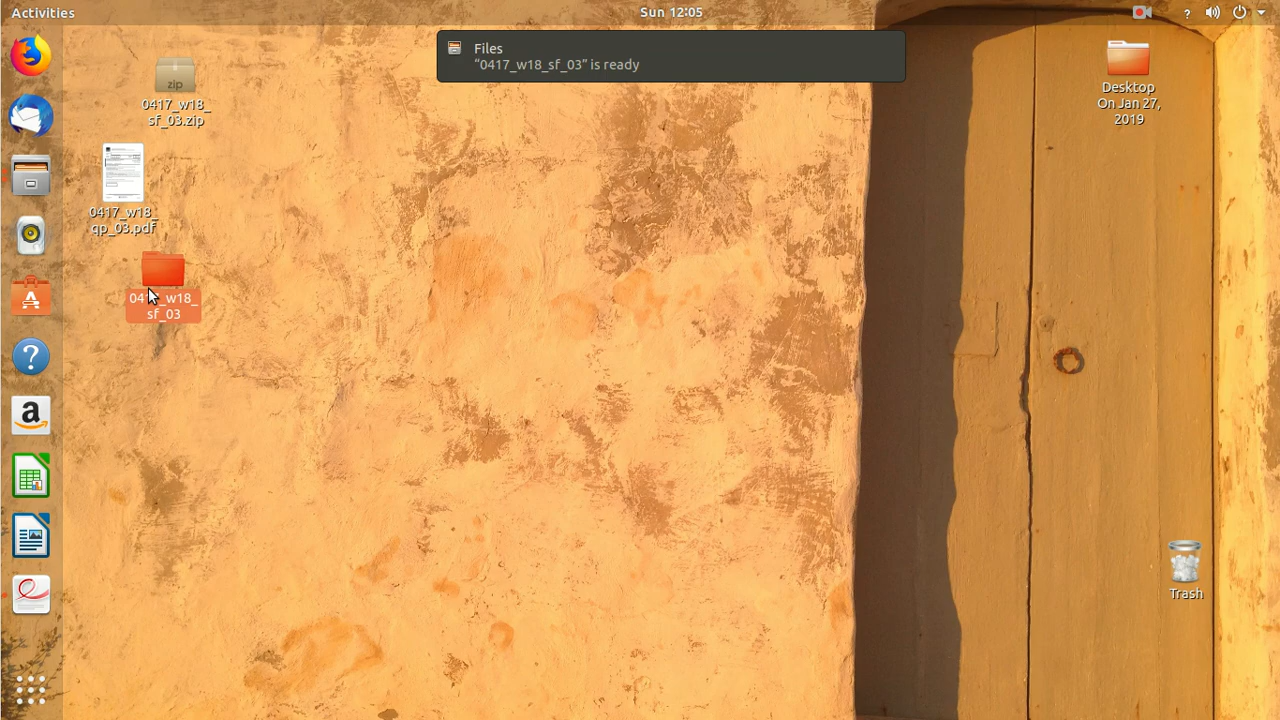 Activities
Sun 12:05
?
Files
“0417_w18_sf_03” is ready
zip
0417_w18_
sf_03.zip
0417_w18_
qp_03.pdf
sf_03
Desktop
On Jan 27,
2019
?
a
A
Trash